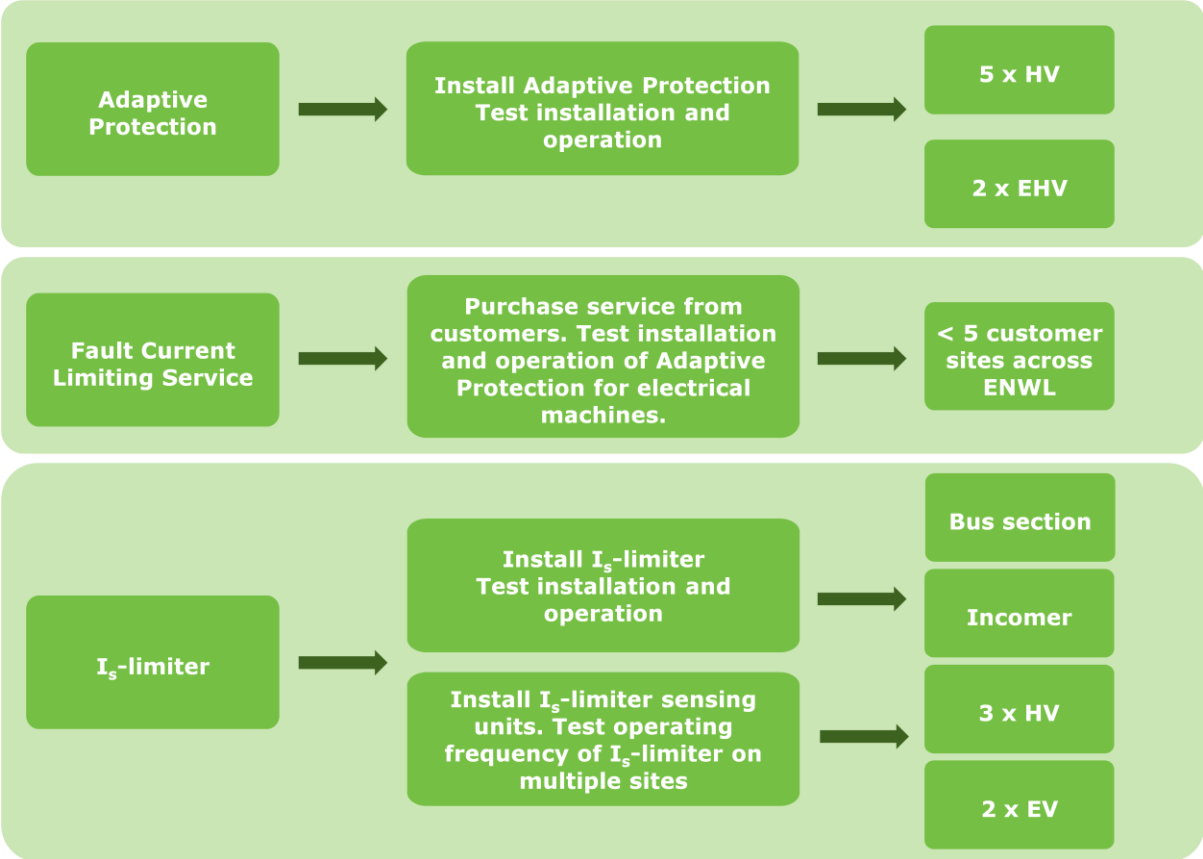 Adaptive
Protection
Install Adaptive Protection
Test installation and
operation
5 x HV
2 x EHV
Fault Current
Limiting Service
Purchase service from
customers. Test installation
and operation of Adaptive
Protection for electrical
machines.
< 5 customer
sites across
ENWL
Is-limiter
Install Is-limiter
Test installation and
operation
Bus section
Incomer
Install Is-limiter sensing
units. Test operating
frequency of Is-limiter on
multiple sites
3 x HV
2 x EV